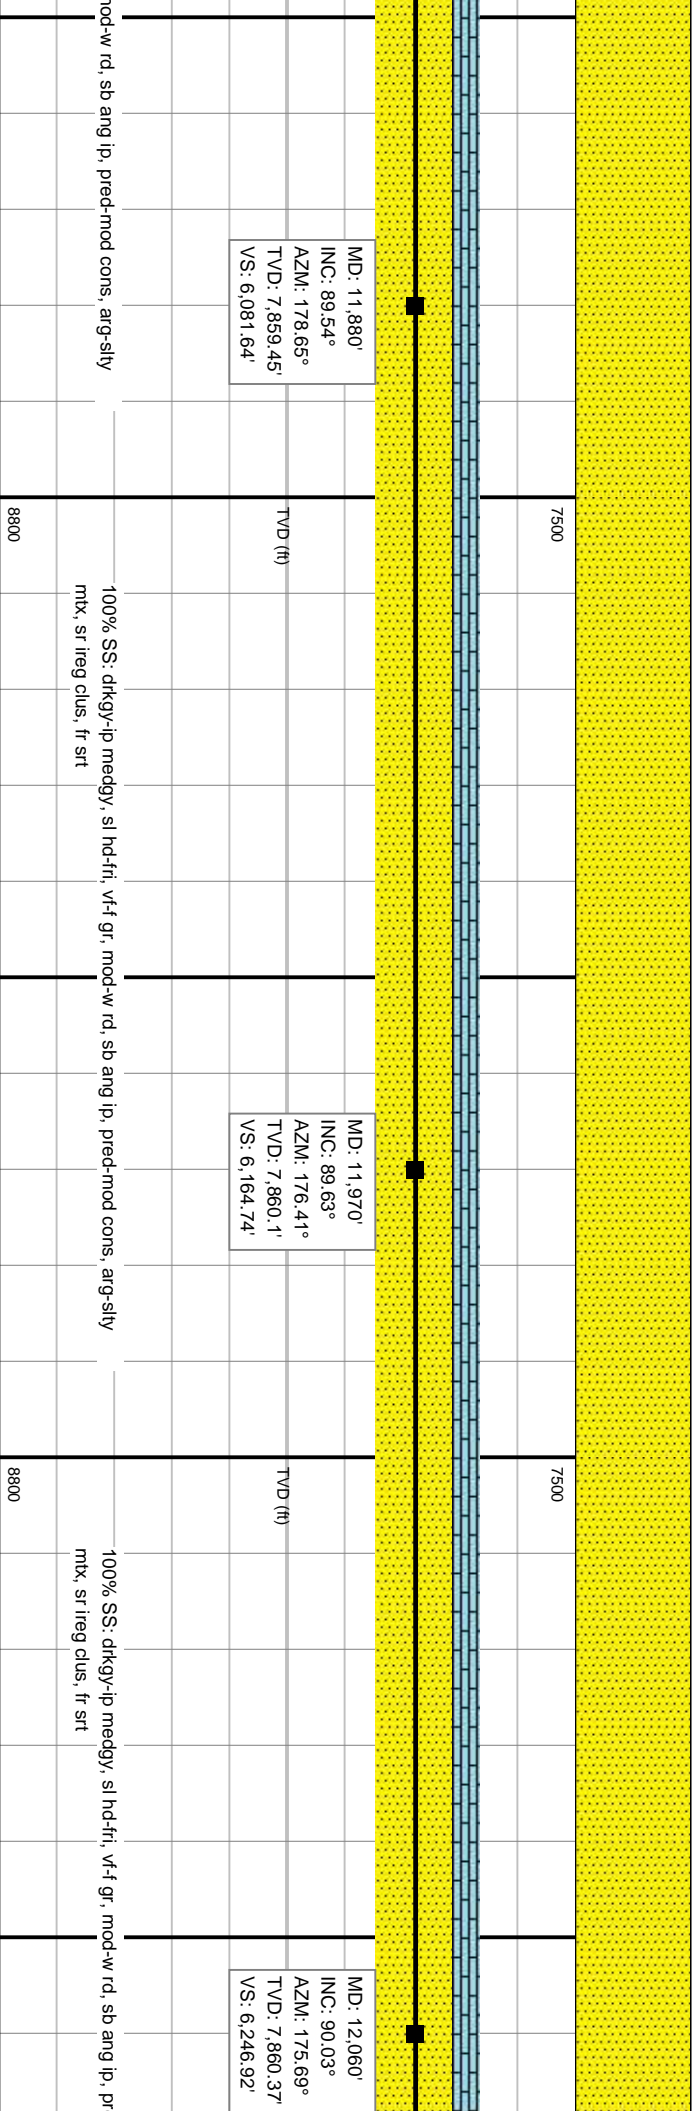 nod-w rd, sb ang ip, pred-mod cons, arg-slty
MD: 11,880'
INC: 89.54°
AZM: 178.65°
TVD: 7,859.45'
VS: 6,081.64'
7500
TVD (ft)
8800
100% SS: drkgy-ip medgy, sl hd-fri, vf-f gr, mod-w rd, sb ang ip, pred-mod cons, arg-slty
mtx, sr ireg clus, fr srt
MD: 11,970'
INC: 89.63°
AZM: 176.41°
TVD: 7,860.1'
VS: 6,164.74'
7500
TVD (ft)
8800
100% SS: drkgy-ip medgy, sl hd-fri, vf-f gr, mod-w rd, sb ang ip, pr
mtx, sr ireg clus, fr srt
MD: 12,060'
INC: 90.03°
AZM: 175.69°
TVD: 7,860.37'
VS: 6,246.92'